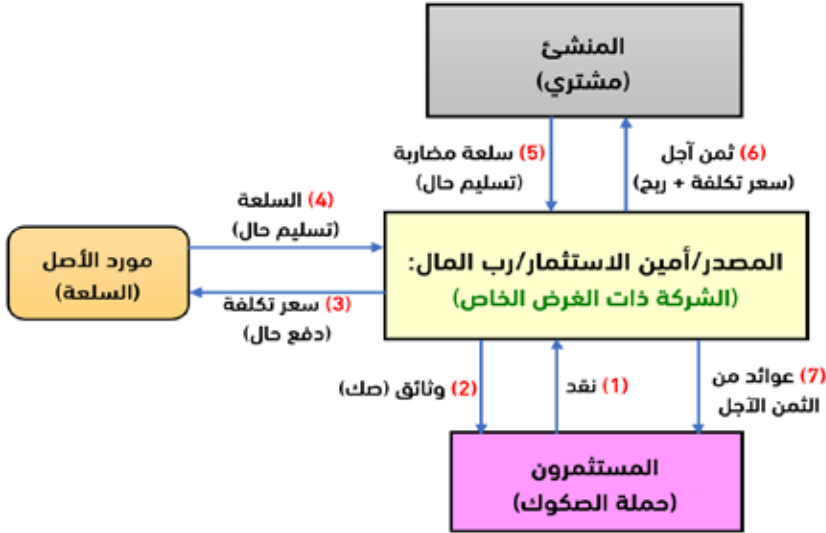 المنشئ
(مشتري)
(5) سلعة مضاربة
(تسليم حال)
(6) ثمن آجل
(سعر تكلفة + ربح)
(4) السلعة
(تسليم حال)
مورد الأصل
(السلعة)
المصدر/أمين الاستثمار/رب المال:
(الشركة ذات الغرض الخاص)
(3) سعر تكلفة
(دفع حال)
(2) وثائق (صك)
(1) نقد
(7) عوائد من
الثمن الآجل
المستثمرون
(حملة الصكوك)